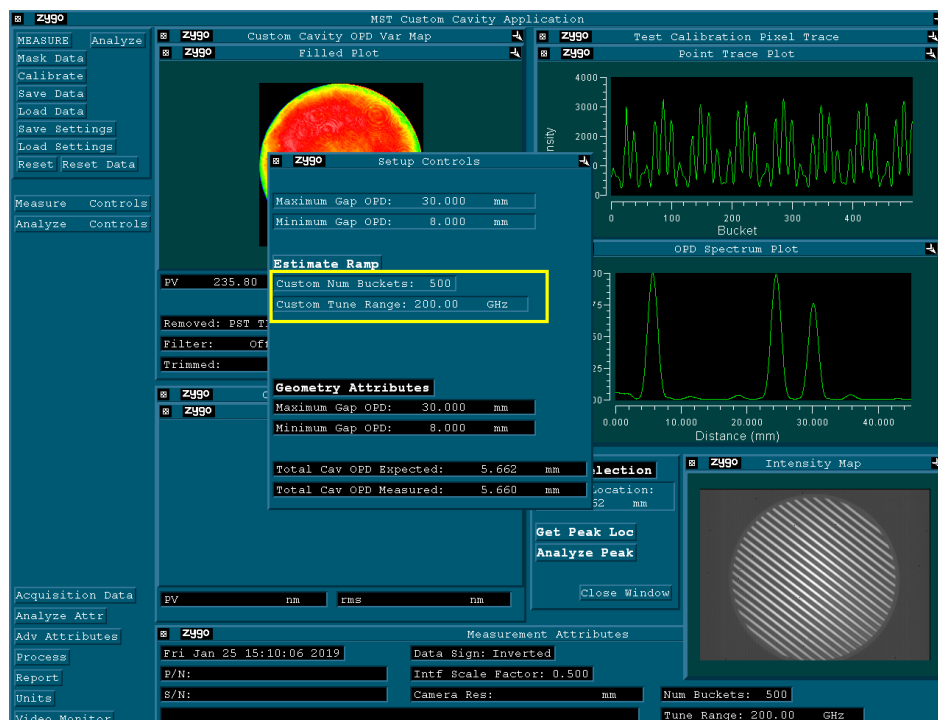 zygo MST Custom Cavity Application
MEASURE Analyze
Mask Data
Calibrate
Save Data
Load Data
Save Settings
Load Settings
Reset Reset Data
Measure Controls
Analyze Controls
Acquisition Data
Analyze Attr
Adv Attributes
Process
Report
Units
Video Monitor
zygo Custom Cavity OPD Var Map
zygo Filled Plot
PV 235.80
Removed: PST
Filter:
Trimmed:
zygo
zygo
PV nm rms nm
zygo Setup Controls
Maximum Gap OPD: 30.000 mm
Minimum Gap OPD: 8.000 mm
Estimate Ramp
Custom Num Buckets: 500
Custom Tune Range: 200.00 GHz
Geometry Attributes
Maximum Gap OPD: 30.000 mm
Minimum Gap OPD: 8.000 mm
Total Cav OPD Expected: 5.662 mm
Total Cav OPD Measured: 5.660 mm
zygo Test Calibration Pixel Trace
zygo Point Trace Plot
4000
3000
2000
0
0 100 200 300 400
Bucket
OPD Spectrum Plot
0.000 10.000 20.000 30.000 40.000
Distance (mm)
mm
Get Peak Loc
Analyze Peak
Close Window
zygo Intensity Map
zygo Measurement Attributes
Fri Jan 25 15:10:06 2019 Data Sign: Inverted
P/N: Intf Scale Factor: 0.500
S/N: Camera Res: mm Num Buckets: 500
Tune Range: 200.00 GHz